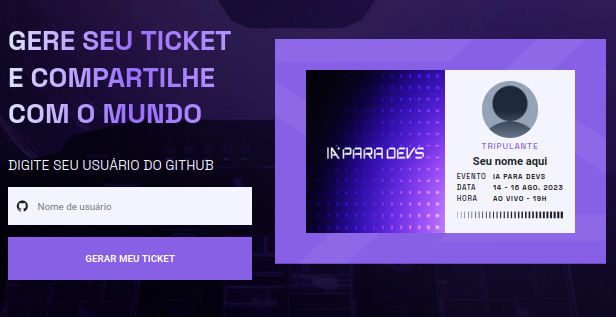 GERE SEU TICKET
E COMPARTILHE
COM O MUNDO
DIGITE SEU USUÁRIO DO GITHUB
Nome de usuário
GERAR MEU TICKET
IA PARA DEVS
TRIPULANTE
Seu nome aqui
EVENTO IA PARA DEVS
DATA 14 - 16 AGO. 2023
HORA AO VIVO - 19H